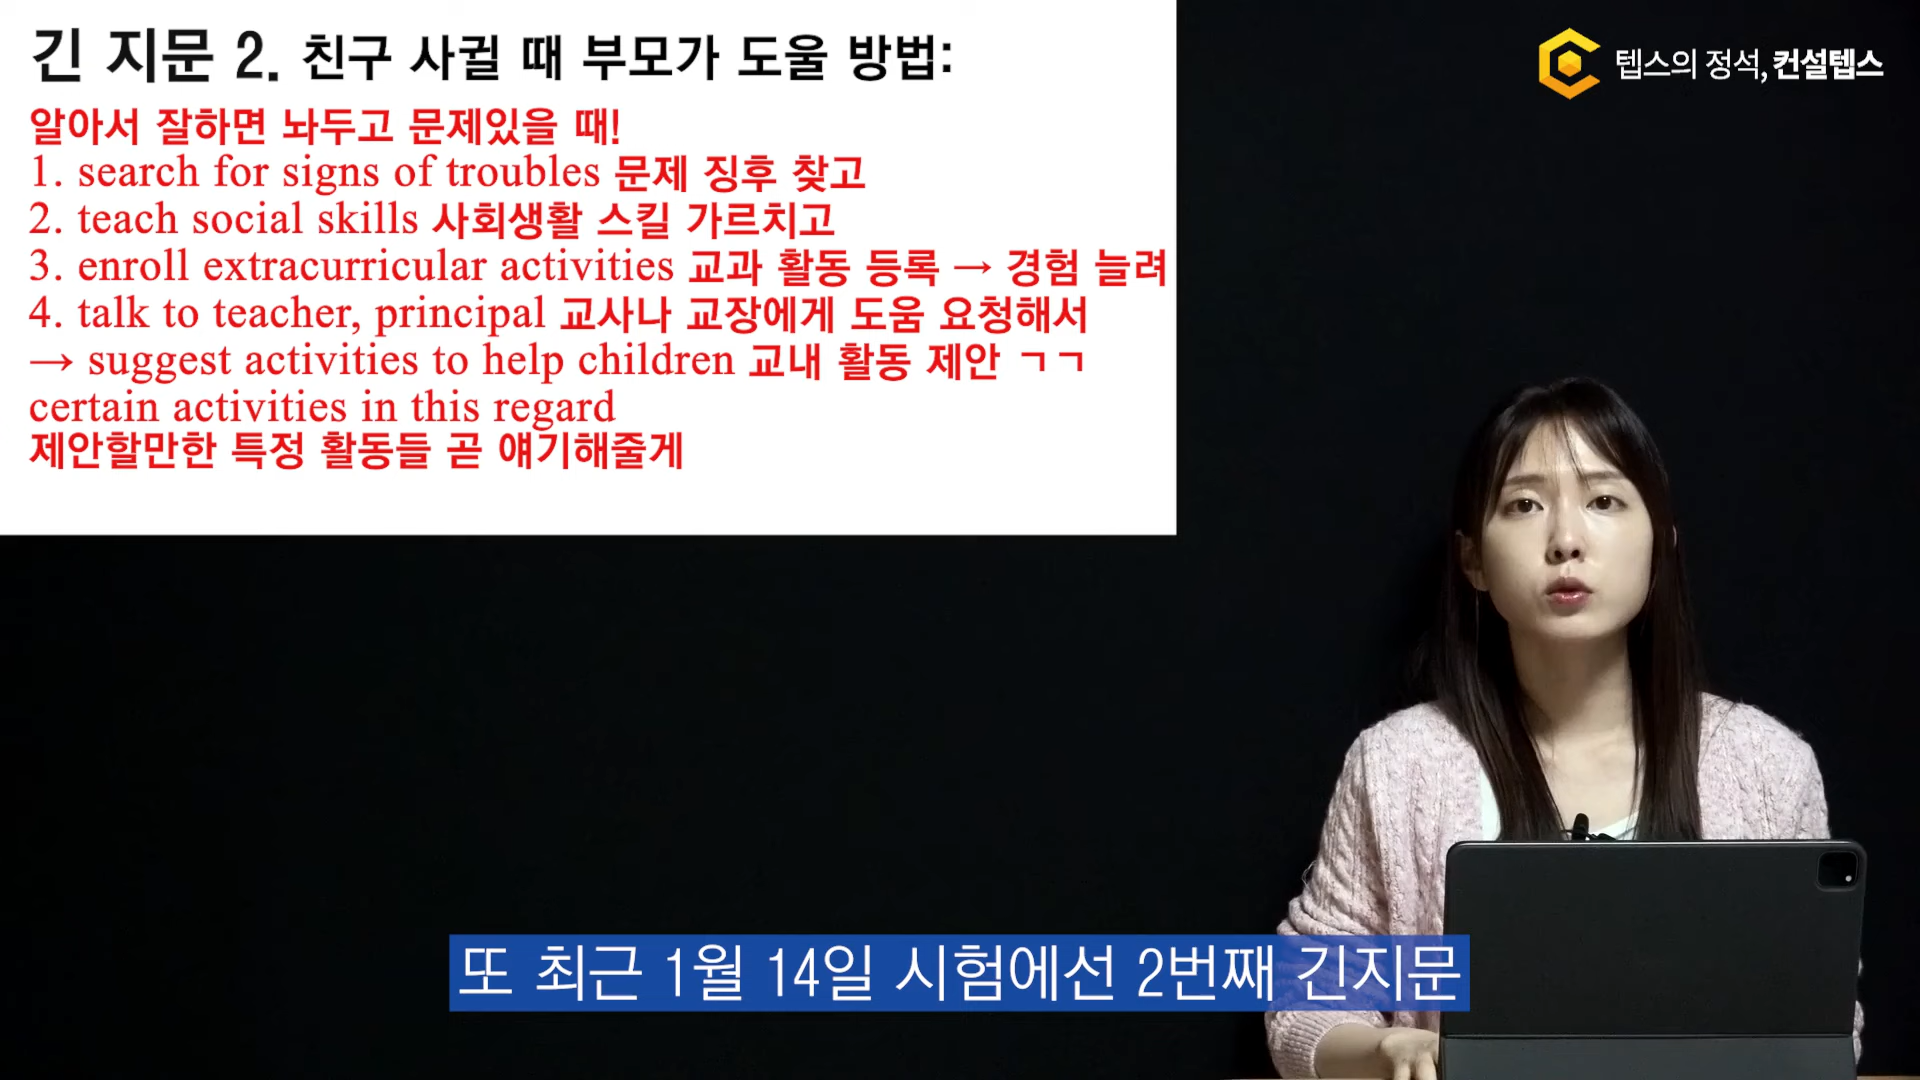 긴 지문 2. 친구 사귈 때 부모가 도울 방법:
알아서 잘하면 놔두고 문제있을 때!
1. search for signs of troubles 문제 징후 찾고
2. teach social skills 사회생활 스킬 가르치고
3. enroll extracurricular activities 교과 활동 등록 → 경험 늘려
4. talk to teacher, principal 교사나 교장에게 도움 요청해서
→ suggest activities to help children 교내 활동 제안 ㄱㄱ
certain activities in this regard
제안할만한 특정 활동들 곧 얘기해줄게
텝스의 정석, 컨설텝스
또 최근 1월 14일 시험에선 2번째 긴지문